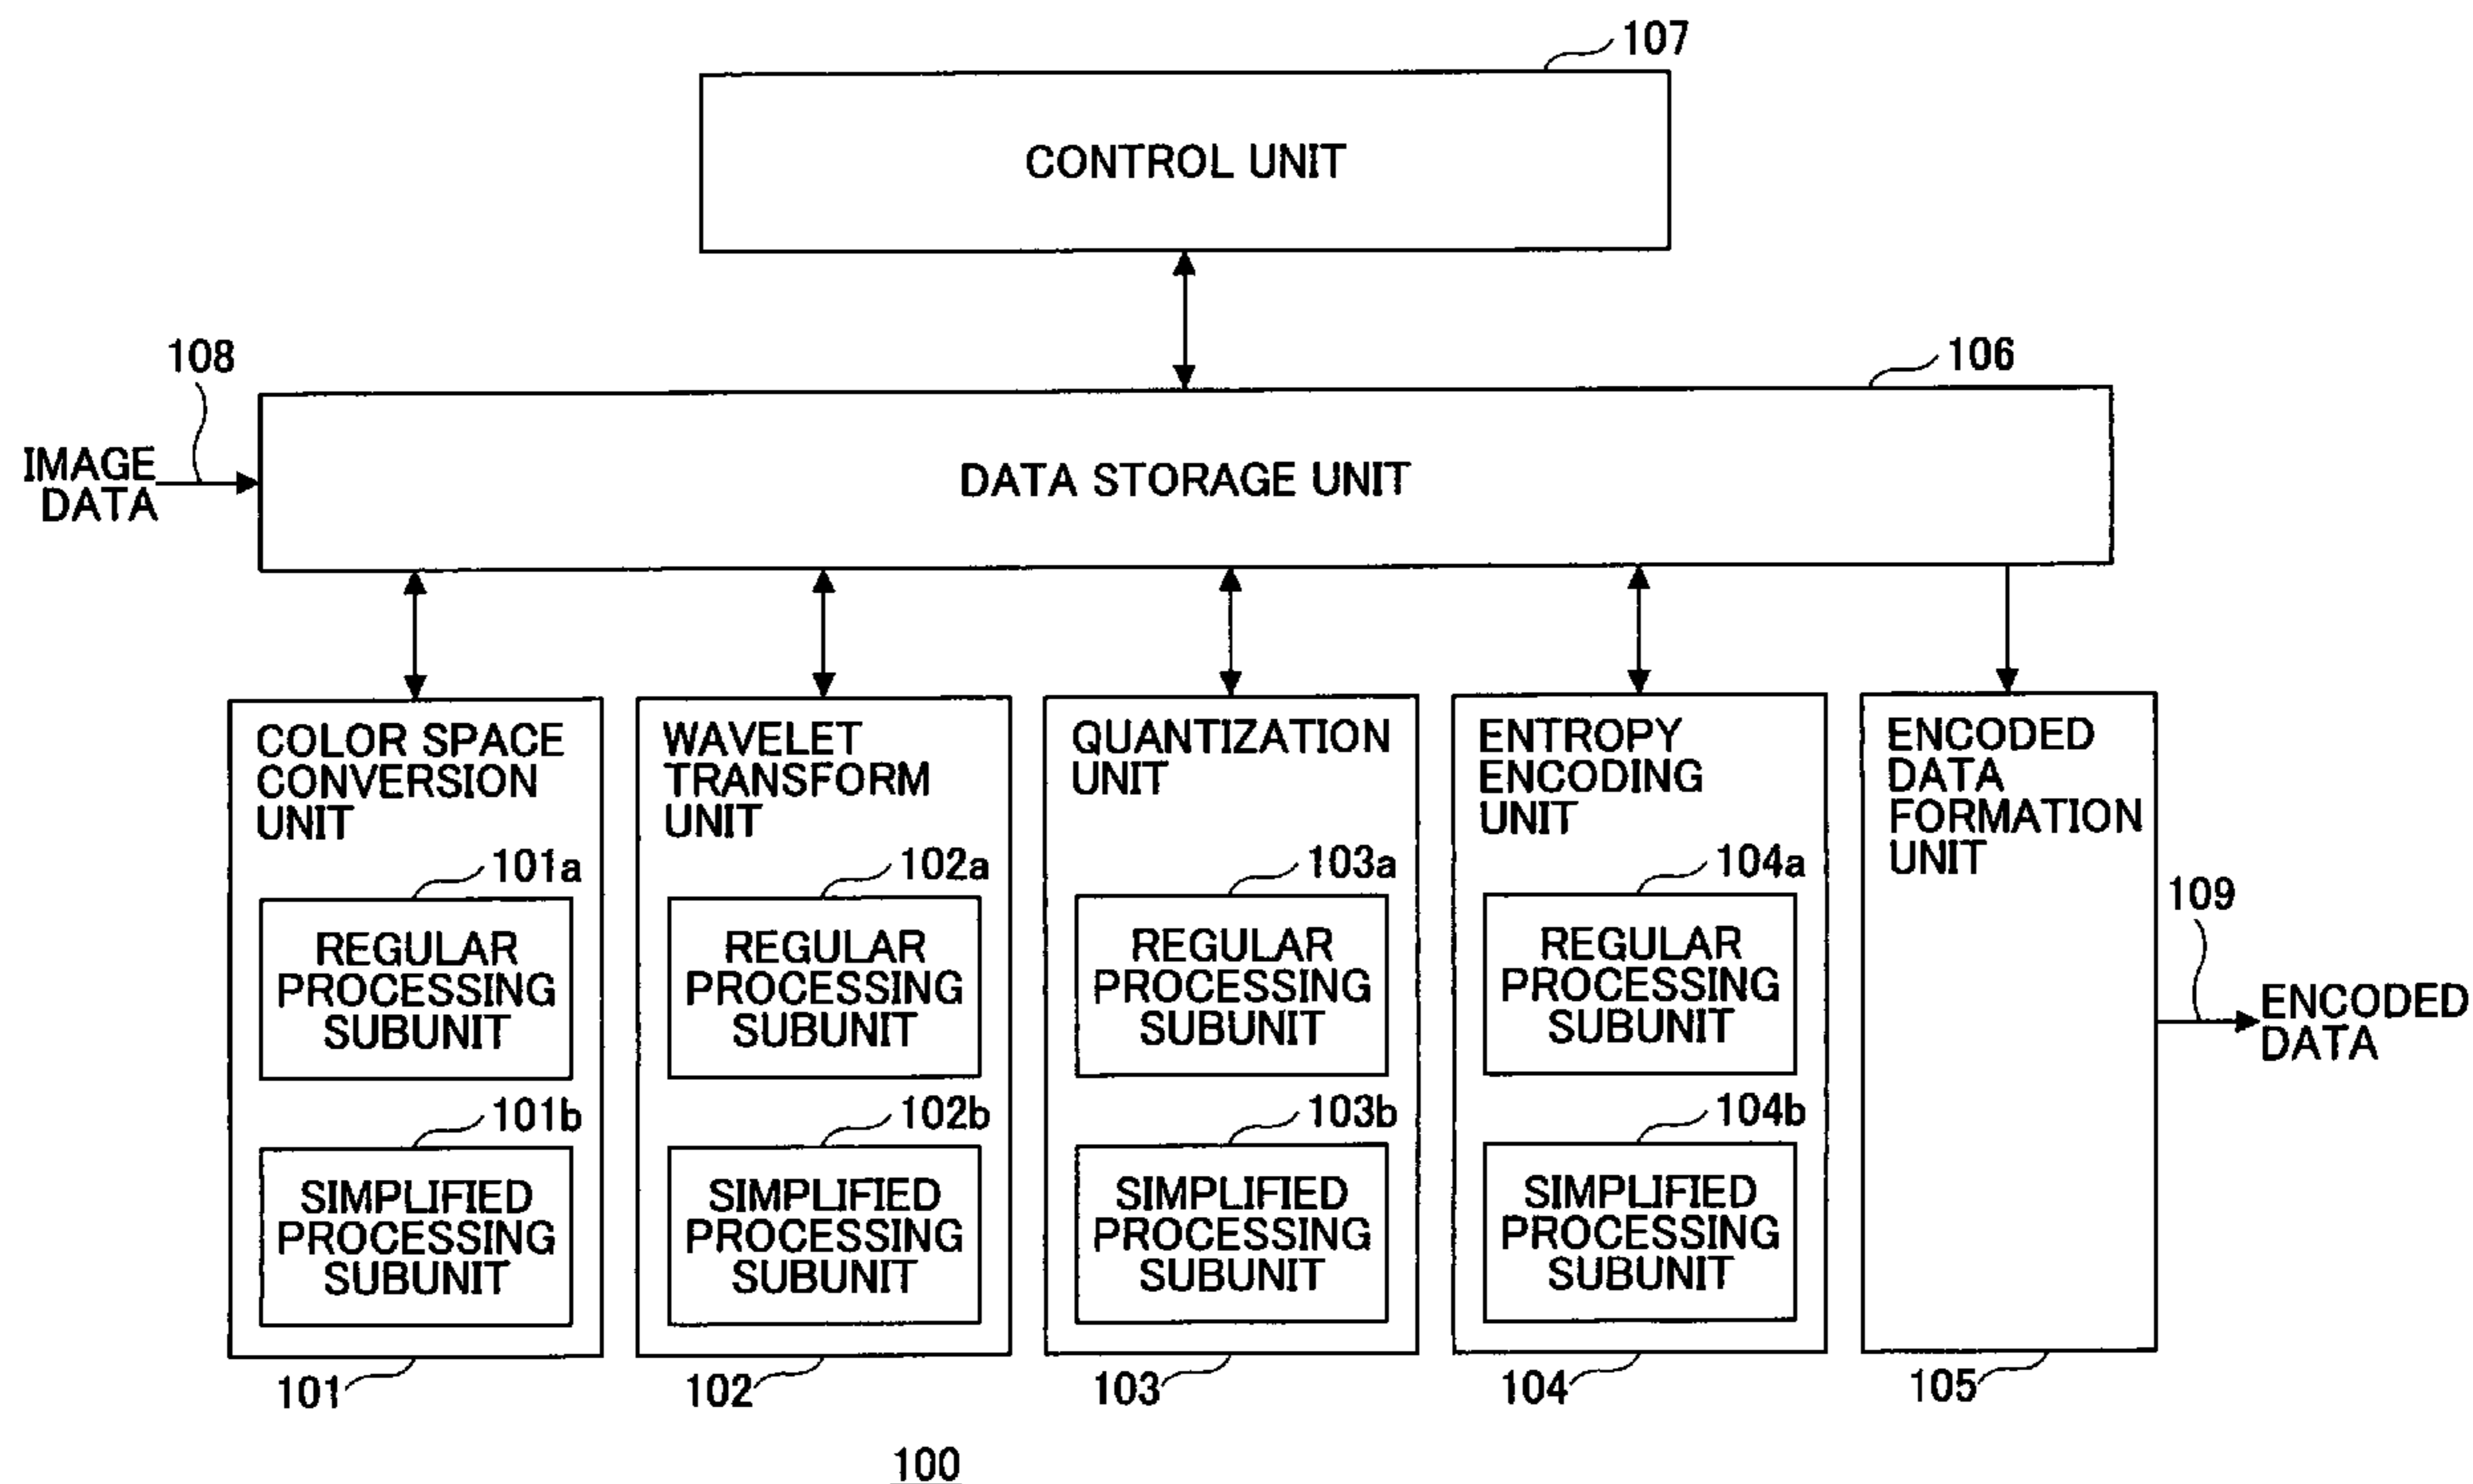 107
CONTROL UNIT
108
106
IMAGE
DATA
DATA STORAGE UNIT
COLOR SPACE
CONVERSION
UNIT
101a
REGULAR
PROCESSING
SUBUNIT
101b
SIMPLIFIED
PROCESSING
SUBUNIT
101
WAVELET
TRANSFORM
UNIT
102a
REGULAR
PROCESSING
SUBUNIT
102b
SIMPLIFIED
PROCESSING
SUBUNIT
102
QUANTIZATION
UNIT
103a
REGULAR
PROCESSING
SUBUNIT
103b
SIMPLIFIED
PROCESSING
SUBUNIT
103
ENTROPY
ENCODING
UNIT
104a
REGULAR
PROCESSING
SUBUNIT
104b
SIMPLIFIED
PROCESSING
SUBUNIT
104
ENCODED
DATA
FORMATION
UNIT
105
109
ENCODED
DATA
100